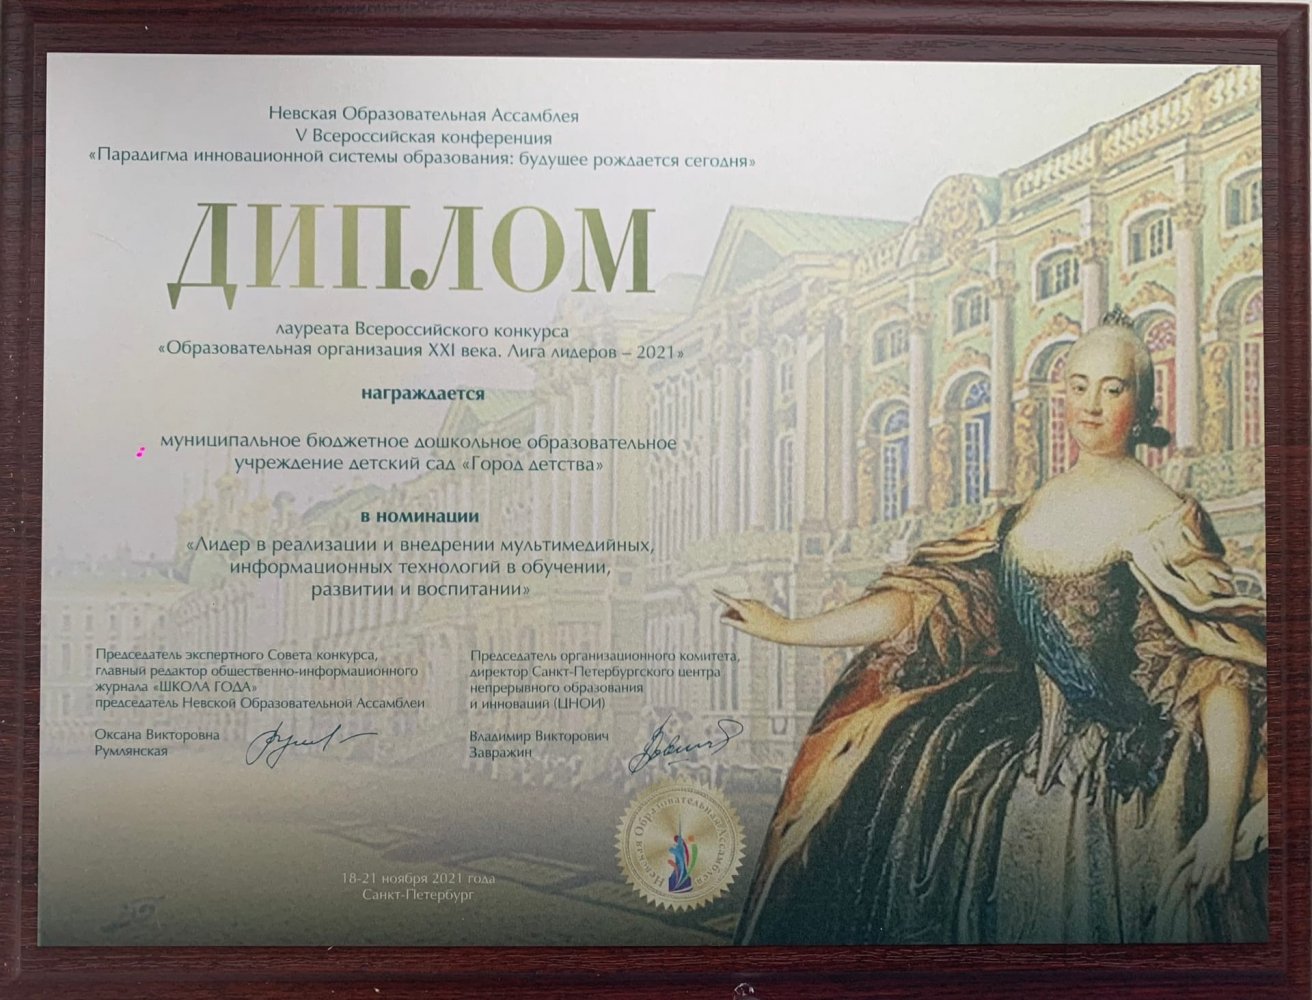 Невская Образовательная Ассамблея
V Всероссийская конференция
«Парадигма инновационной системы образования: будущее рождается сегодня»
ДИПЛОМ
лауреата Всероссийского конкурса
«Образовательная организация XXI века. Лига лидеров – 2021»
награждается
муниципальное бюджетное дошкольное образовательное
учреждение детский сад «Город детства»
в номинации
«Лидер в реализации и внедрении мультимедийных,
информационных технологий в обучении,
развитии и воспитании»
Председатель экспертного Совета конкурса,
главный редактор общественно-информационного
журнала «ШКОЛА ГОДА»
председатель Невской Образовательной Ассамблеи
Оксана Викторовна
Румлянская
Председатель организационного комитета,
директор Санкт-Петербургского центра
непрерывного образования
и инноваций (ЦНОИ)
Владимир Викторович
Завражин
Невская Образовательная Ассамблея
18-21 ноября 2021 года
Санкт-Петербург